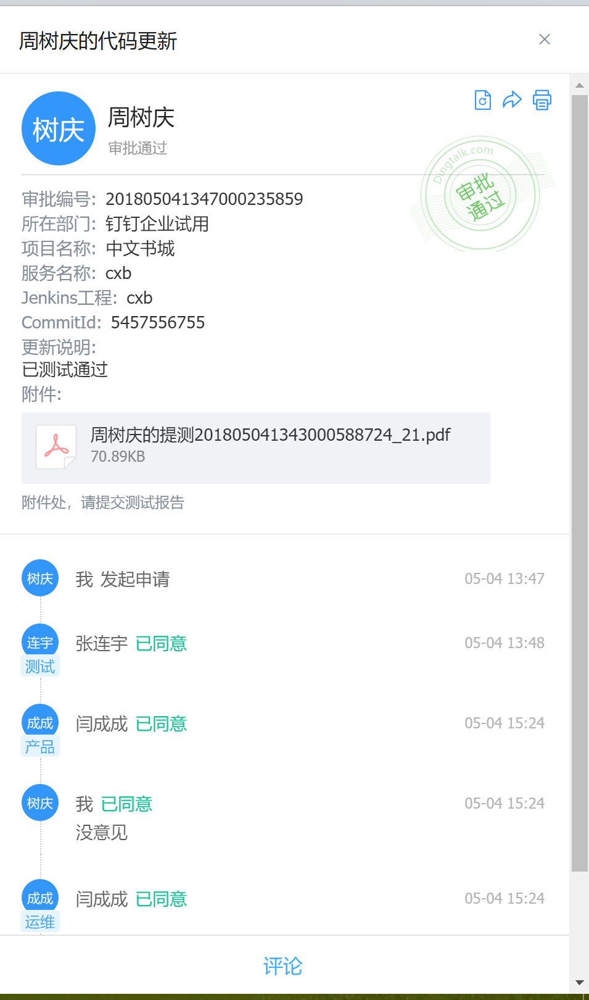 周树庆的代码更新
树庆
周树庆
审批通过
Dingtalk.com
审批
通过
审批编号: 201805041347000235859
所在部门: 钉钉企业试用
项目名称: 中文书城
服务名称: cxb
Jenkins工程: cxb
CommitId: 5457556755
更新说明:
已测试通过
附件:
周树庆的提测201805041343000588724_21.pdf
70.89KB
附件处，请提交测试报告
树庆 我 发起申请 05-04 13:47
连宇 张连宇 已同意 05-04 13:48
测试
成成 闫成成 已同意 05-04 15:24
产品
树庆 我 已同意 05-04 15:24
没意见
成成 闫成成 已同意 05-04 15:24
运维
评论